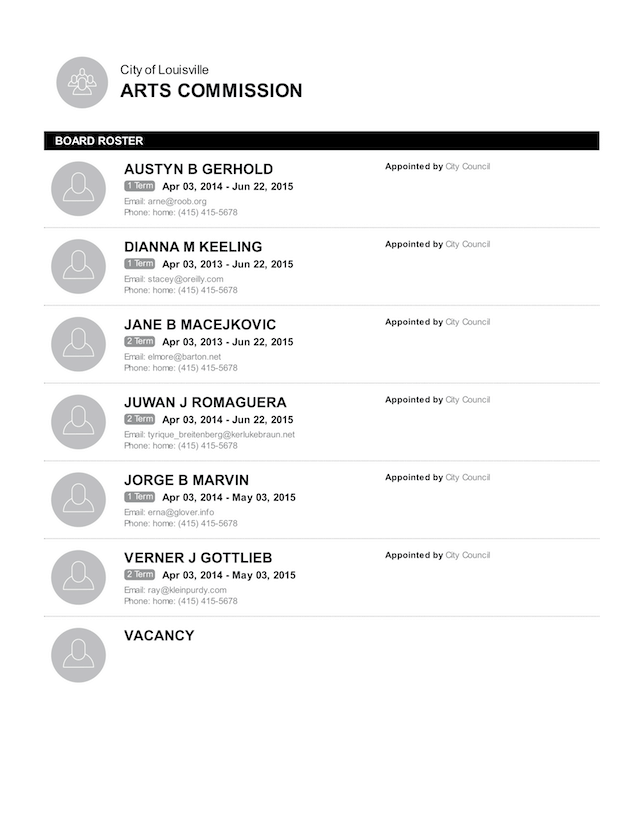 City of Louisville
ARTS COMMISSION
BOARD ROSTER
AUSTYN B GERHOLD
Appointed by City Council
1 Term Apr 03, 2014 - Jun 22, 2015
Email: arne@roob.org
Phone: home: (415) 415-5678
DIANNA M KEELING
Appointed by City Council
1 Term Apr 03, 2013 - Jun 22, 2015
Email: stacey@oreilly.com
Phone: home: (415) 415-5678
JANE B MACEJKOVIC
Appointed by City Council
2 Term Apr 03, 2013 - Jun 22, 2015
Email: elmore@barton.net
Phone: home: (415) 415-5678
JUWAN J ROMAGUERA
Appointed by City Council
2 Term Apr 03, 2014 - Jun 22, 2015
Email: tyrique_breitenberg@kerlukebraun.net
Phone: home: (415) 415-5678
JORGE B MARVIN
Appointed by City Council
1 Term Apr 03, 2014 - May 03, 2015
Email: erna@glover.info
Phone: home: (415) 415-5678
VERNER J GOTTLIEB
Appointed by City Council
2 Term Apr 03, 2014 - May 03, 2015
Email: ray@kleinpurdy.com
Phone: home: (415) 415-5678
VACANCY